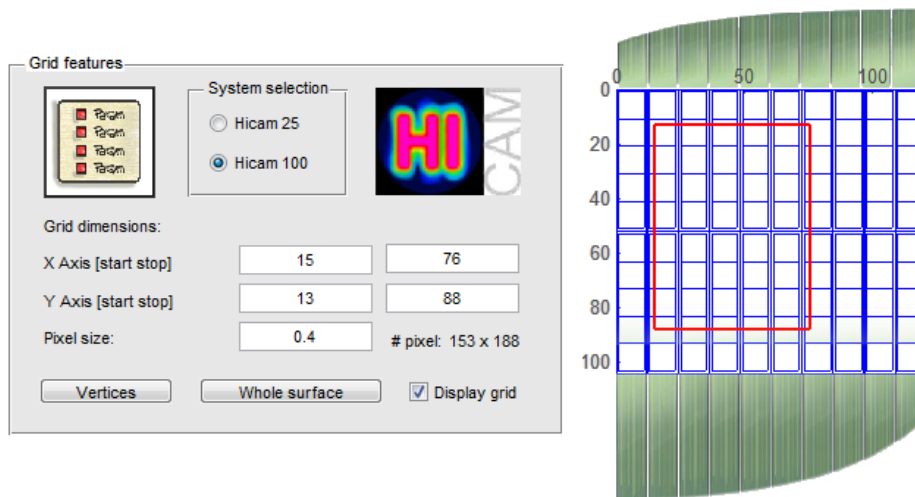 Grid features
System selection
Hicam 25
Hicam 100
HI
CAM
Grid dimensions:
X Axis [start stop] 15 76
Y Axis [start stop] 13 88
Pixel size: 0.4 # pixel: 153 x 188
Vertices Whole surface Display grid
0 50 100
0
20
40
60
80
100